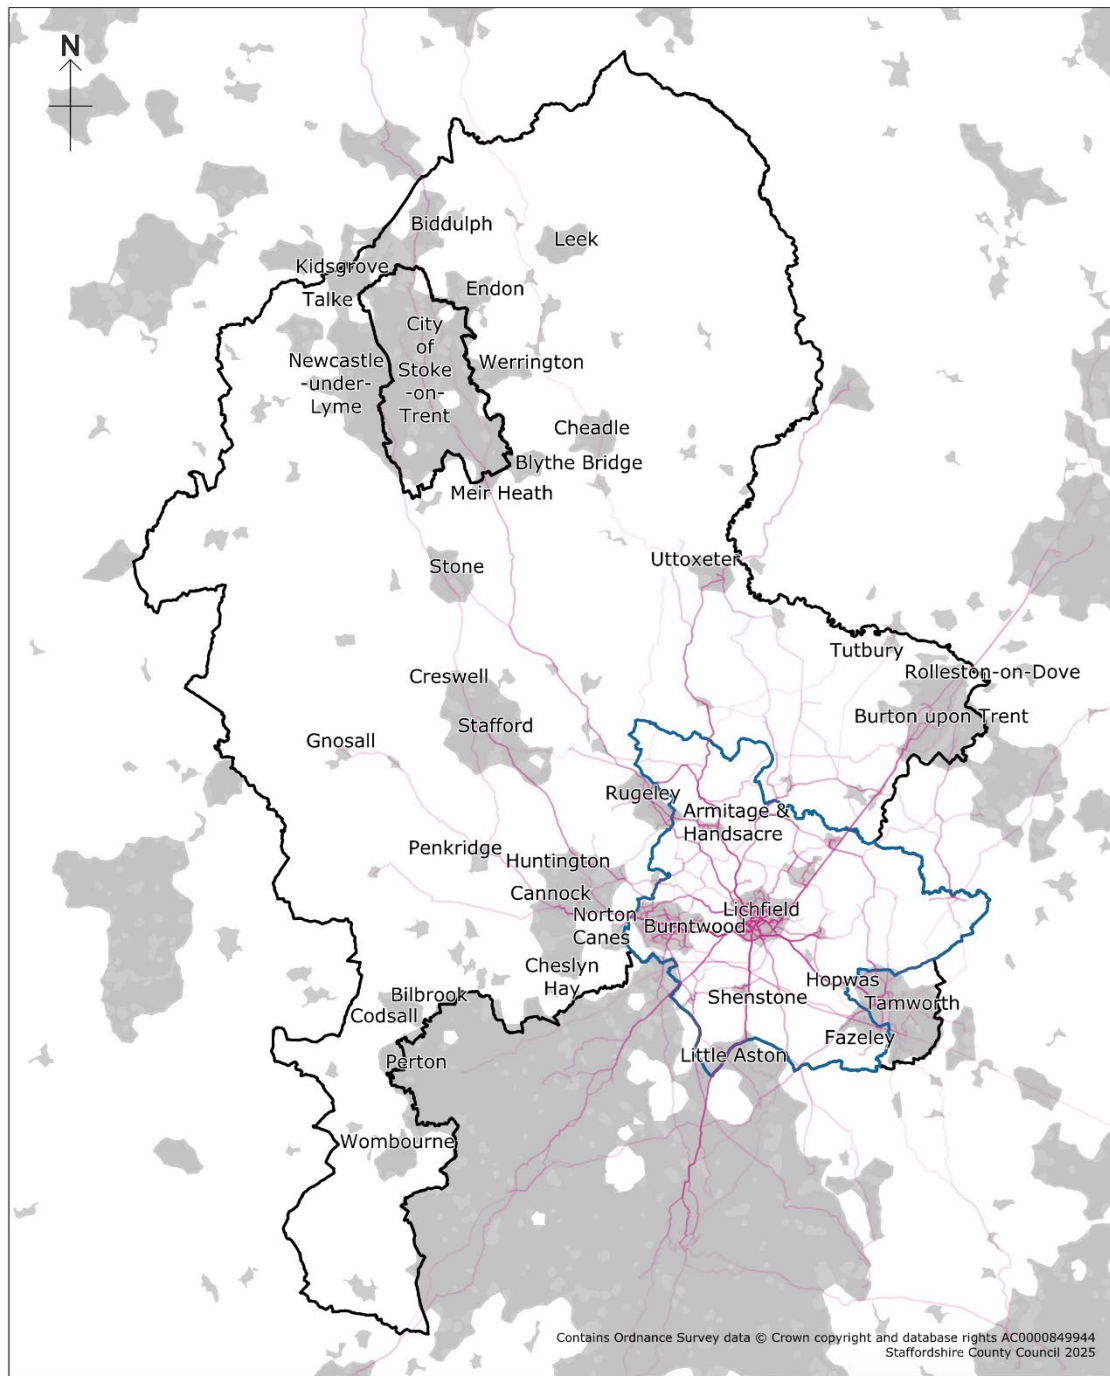 N
Biddulph
Leek
Kidsgrove
Talke
Endon
City
of
Stoke
-on-
Trent
Newcastle
-under-
Lyme
Werrington
Cheadle
Blythe Bridge
Meir Heath
Stone
Uttoxeter
Tutbury
Rolleston-on-Dove
Creswell
Stafford
Burton upon Trent
Gnosall
Rugeley
Armitage &
Handsacre
Penkridge
Huntington
Cannock
Norton
Canes
Burntwood
Lichfield
Cheslyn
Hay
Hopwas
Tamworth
Shenstone
Bilbrook
Codsall
Fazeley
Little Aston
Perton
Wombourne
Contains Ordnance Survey data © Crown copyright and database rights AC0000849944
Staffordshire County Council 2025